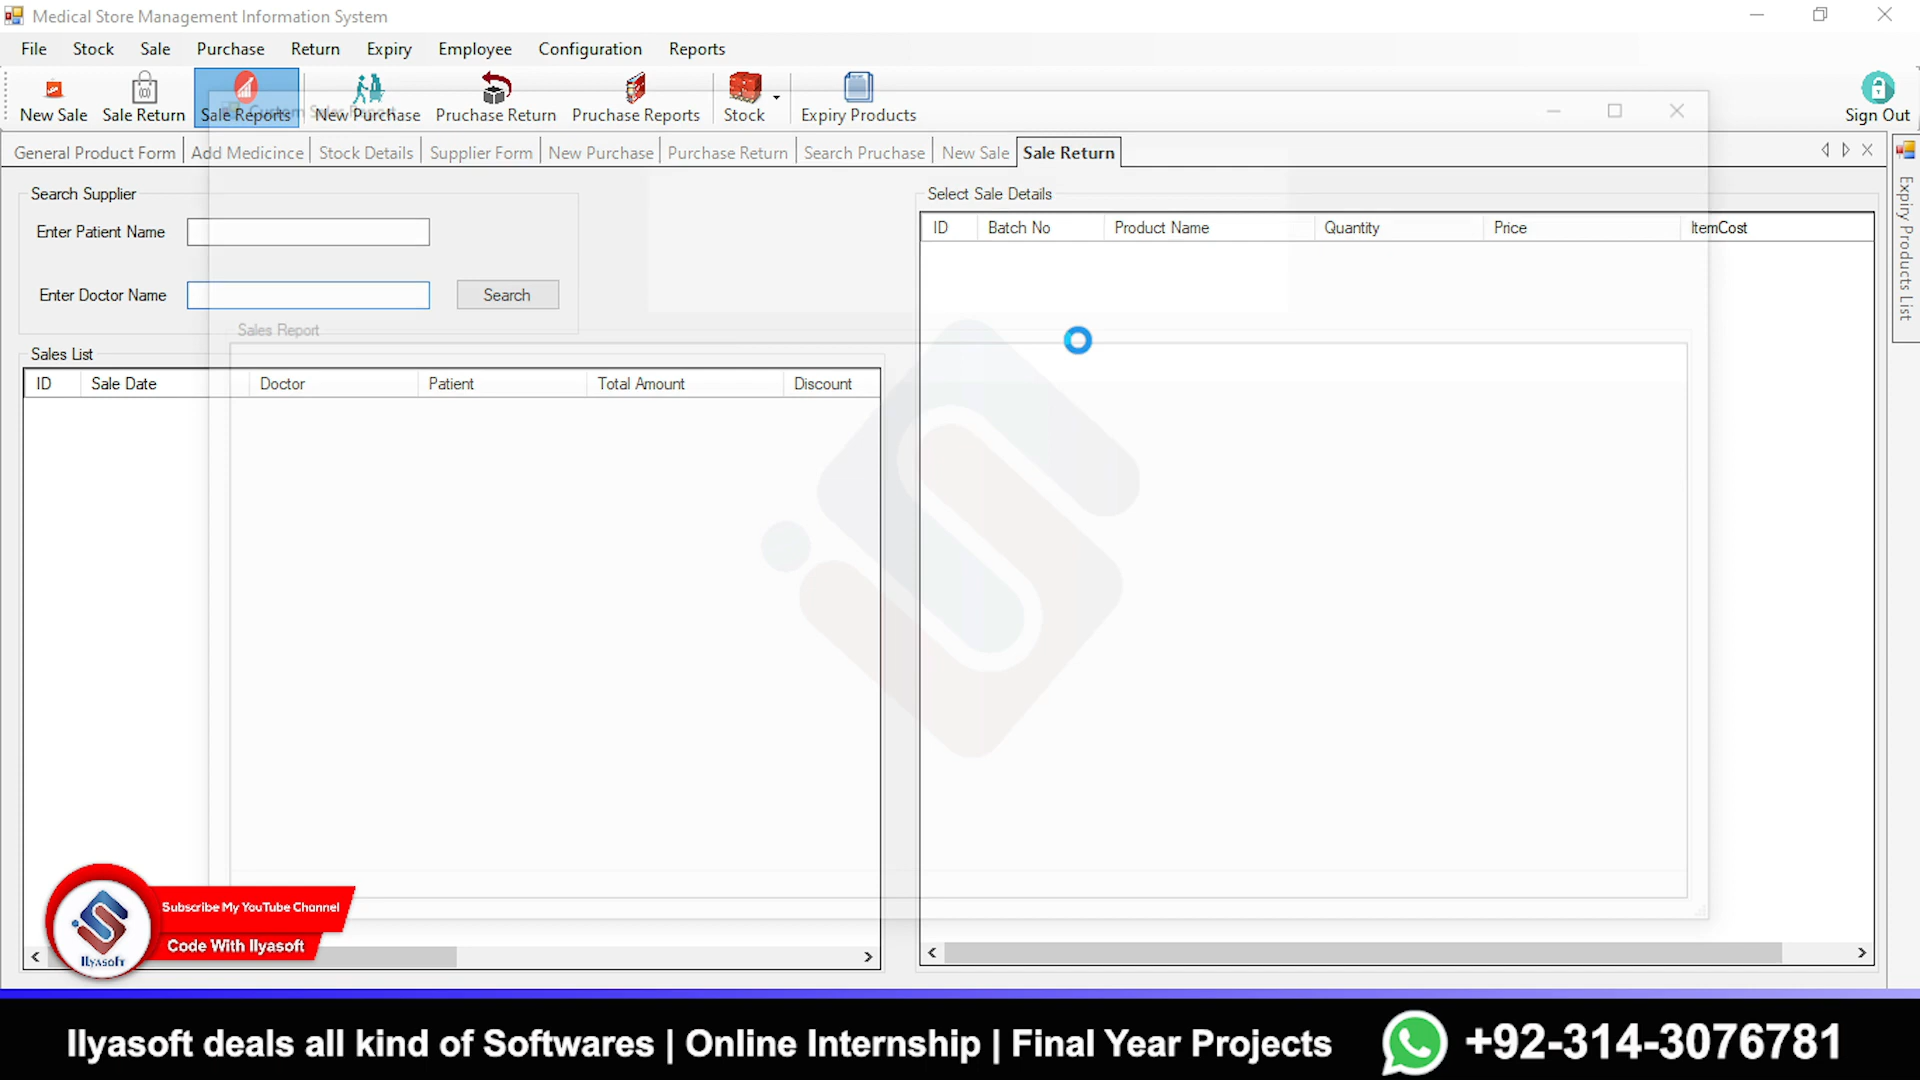 Medical Store Management Information System
File Stock Sale Purchase Return Expiry Employee Configuration Reports
New Sale Sale Return Sale Reports New Purchase Pruchase Return Pruchase Reports Stock Expiry Products Sign Out
Custom Sales Report
General Product Form Add Medicince Stock Details Supplier Form New Purchase Purchase Return Search Pruchase New Sale Sale Return
Expiry Products List
Search Supplier
Enter Patient Name
Enter Doctor Name Search
Sales Report
Sales List
ID Sale Date Doctor Patient Total Amount Discount
Select Sale Details
ID Batch No Product Name Quantity Price ItemCost
Subscribe My YouTube Channel
Code With Ilyasoft
Ilyasoft
Ilyasoft deals all kind of Softwares | Online Internship | Final Year Projects +92-314-3076781